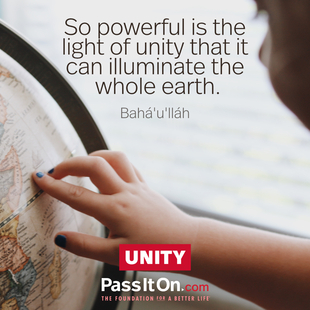 So powerful is the
light of unity that it
can illuminate the
whole earth.
Bahá'u'lláh
UNITY
PassItOn.com
THE FOUNDATION FOR A BETTER LIFE